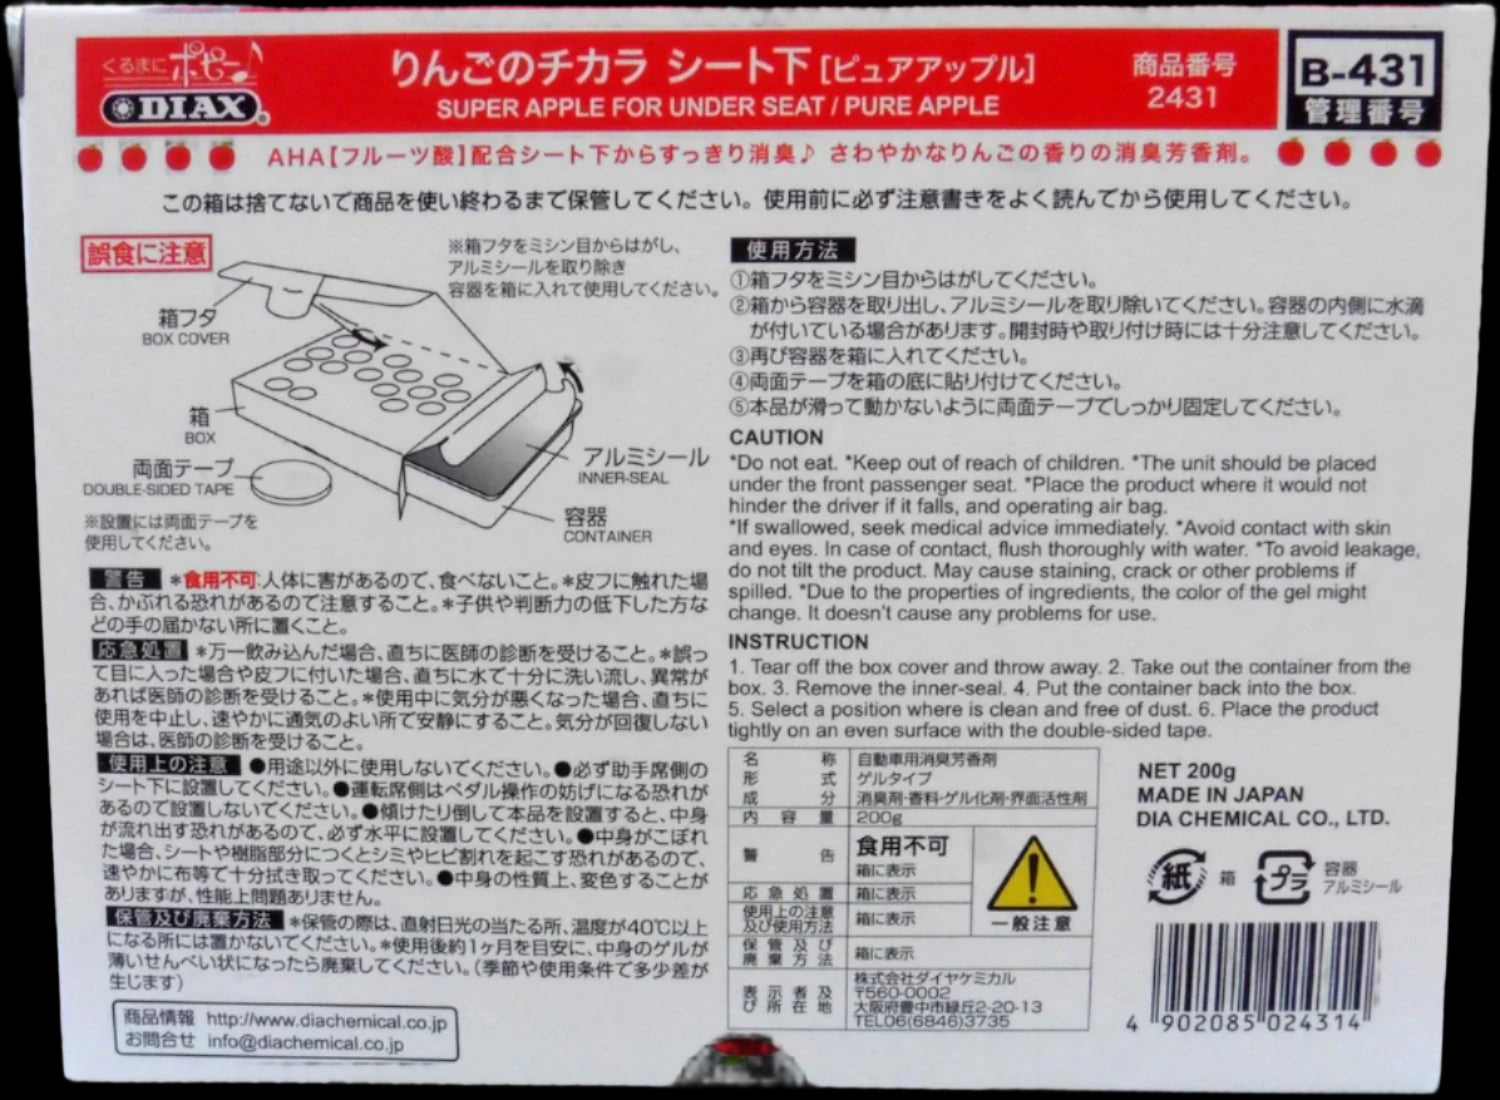 くるまにポピー♪
DIAX®
りんごのチカラ シート下 [ピュアアップル]
SUPER APPLE FOR UNDER SEAT / PURE APPLE
商品番号
2431
B-431
管理番号
AHA【フルーツ酸】配合シート下からすっきり消臭♪ さわやかなりんごの香りの消臭芳香剤。
この箱は捨てないで商品を使い終わるまで保管してください。使用前に必ず注意書きをよく読んでから使用してください。
誤食に注意
※箱フタをミシン目からはがし、
アルミシールを取り除き
容器を箱に入れて使用してください。
箱フタ
BOX COVER
箱
BOX
両面テープ
DOUBLE-SIDED TAPE
※設置には両面テープを
使用してください。
アルミシール
INNER-SEAL
容器
CONTAINER
警告 *食用不可:人体に害があるので、食べないこと。*皮フに触れた場
合、かぶれる恐れがあるので注意すること。*子供や判断力の低下した方な
どの手の届かない所に置くこと。
応急処置 *万一飲み込んだ場合、直ちに医師の診断を受けること。*誤っ
て目に入った場合や皮フに付いた場合、直ちに水で十分に洗い流し、異常が
あれば医師の診断を受けること。*使用中に気分が悪くなった場合、直ちに
使用を中止し、速やかに通気のよい所で安静にすること。気分が回復しない
場合は、医師の診断を受けること。
使用上の注意 ●用途以外に使用しないでください。●必ず助手席側の
シート下に設置してください。●運転席側はペダル操作の妨げになる恐れが
あるので設置しないでください。●傾けたり倒して本品を設置すると、中身
が流れ出す恐れがあるので、必ず水平に設置してください。●中身がこぼれ
た場合、シートや樹脂部分につくとシミやヒビ割れを起こす恐れがあるので、
速やかに布等で十分拭き取ってください。●中身の性質上、変色することが
ありますが、性能上問題ありません。
保管及び廃棄方法 *保管の際は、直射日光の当たる所、温度が40℃以上
になる所には置かないでください。*使用後約1ヶ月を目安に、中身のゲルが
薄いせんべい状になったら廃棄してください。(季節や使用条件で多少差が
生じます)
商品情報 http://www.diachemical.co.jp
お問合せ info@diachemical.co.jp
使用方法
①箱フタをミシン目からはがしてください。
②箱から容器を取り出し、アルミシールを取り除いてください。容器の内側に水滴
が付いている場合があります。開封時や取り付け時には十分注意してください。
③再び容器を箱に入れてください。
④両面テープを箱の底に貼り付けてください。
⑤本品が滑って動かないように両面テープでしっかり固定してください。
CAUTION
*Do not eat. *Keep out of reach of children. *The unit should be placed
under the front passenger seat. *Place the product where it would not
hinder the driver if it falls, and operating air bag.
*If swallowed, seek medical advice immediately. *Avoid contact with skin
and eyes. In case of contact, flush thoroughly with water. *To avoid leakage,
do not tilt the product. May cause staining, crack or other problems if
spilled. *Due to the properties of ingredients, the color of the gel might
change. It doesn't cause any problems for use.
INSTRUCTION
1. Tear off the box cover and throw away. 2. Take out the container from the
box. 3. Remove the inner-seal. 4. Put the container back into the box.
5. Select a position where is clean and free of dust. 6. Place the product
tightly on an even surface with the double-sided tape.
名称 自動車用消臭芳香剤
形式 ゲルタイプ
成分 消臭剤・香料・ゲル化剤・界面活性剤
内容量 200g
警告 食用不可
箱に表示
応急処置 箱に表示
使用上の注意
及び使用方法 箱に表示
一般注意
保管及び
廃棄方法 箱に表示
表示者及
び所在地
株式会社ダイヤケミカル
〒560-0002
大阪府豊中市緑丘2-20-13
TEL06(6846)3735
NET 200g
MADE IN JAPAN
DIA CHEMICAL CO., LTD.
紙 箱
プラ 容器
アルミシール
4 902085 024314